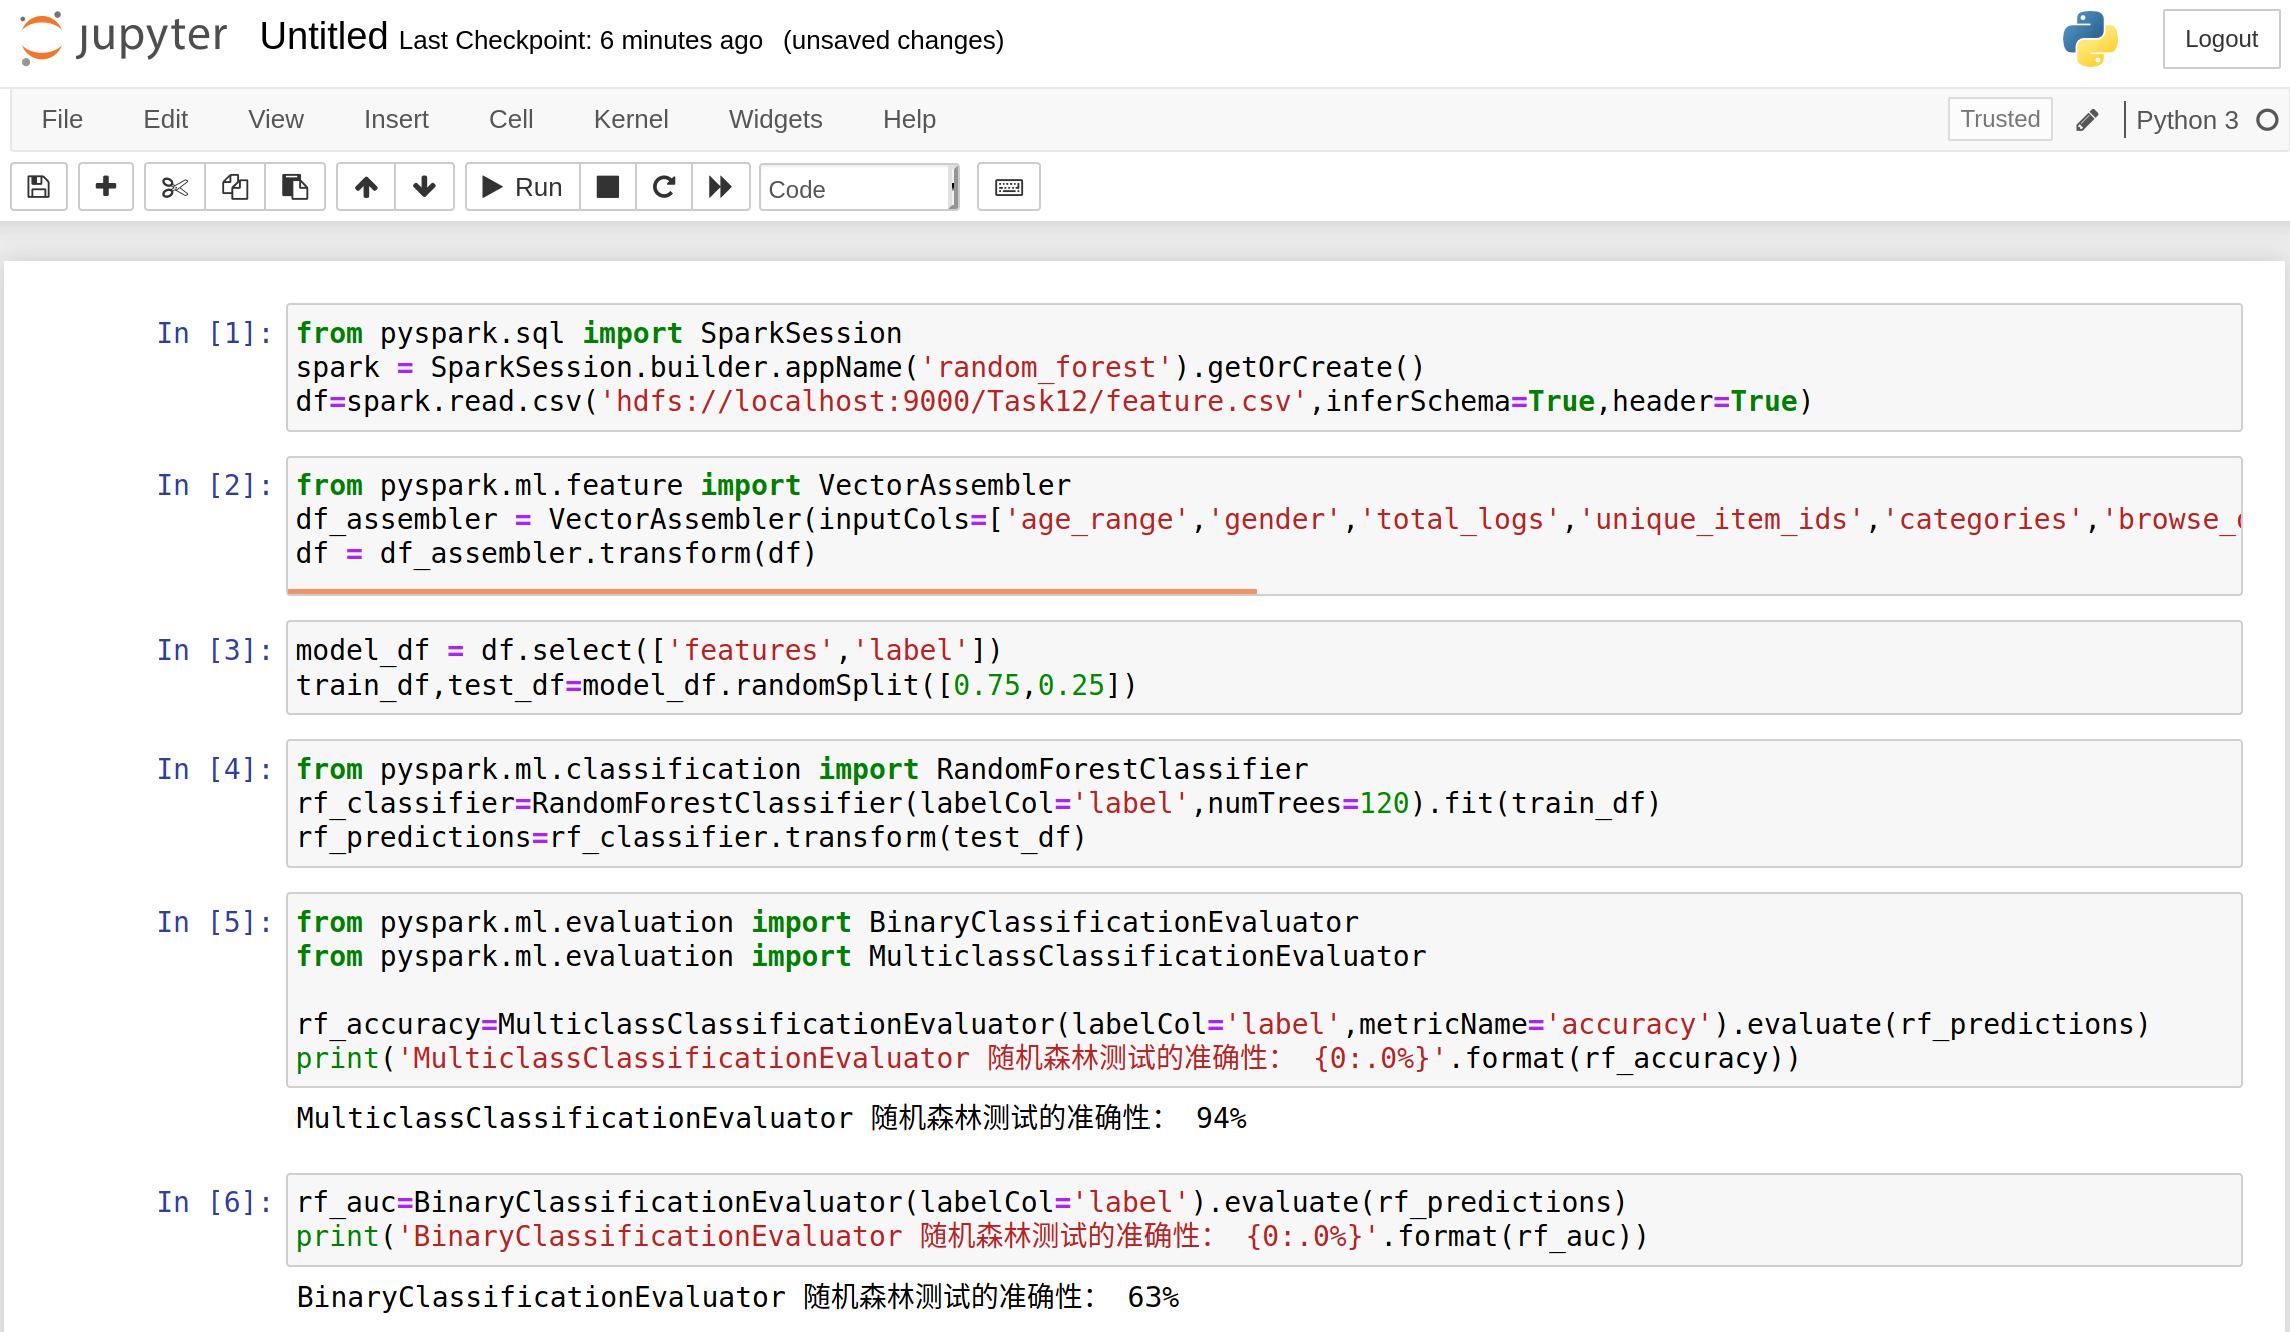 jupyter Untitled Last Checkpoint: 6 minutes ago (unsaved changes) Logout
File Edit View Insert Cell Kernel Widgets Help Trusted Python 3
Run Code
In [1]: from pyspark.sql import SparkSession
spark = SparkSession.builder.appName('random_forest').getOrCreate()
df=spark.read.csv('hdfs://localhost:9000/Task12/feature.csv',inferSchema=True,header=True)
In [2]: from pyspark.ml.feature import VectorAssembler
df_assembler = VectorAssembler(inputCols=['age_range','gender','total_logs','unique_item_ids','categories','browse_
df = df_assembler.transform(df)
In [3]: model_df = df.select(['features','label'])
train_df,test_df=model_df.randomSplit([0.75,0.25])
In [4]: from pyspark.ml.classification import RandomForestClassifier
rf_classifier=RandomForestClassifier(labelCol='label',numTrees=120).fit(train_df)
rf_predictions=rf_classifier.transform(test_df)
In [5]: from pyspark.ml.evaluation import BinaryClassificationEvaluator
from pyspark.ml.evaluation import MulticlassClassificationEvaluator
rf_accuracy=MulticlassClassificationEvaluator(labelCol='label',metricName='accuracy').evaluate(rf_predictions)
print('MulticlassClassificationEvaluator 随机森林测试的准确性： {0:.0%}'.format(rf_accuracy))
MulticlassClassificationEvaluator 随机森林测试的准确性： 94%
In [6]: rf_auc=BinaryClassificationEvaluator(labelCol='label').evaluate(rf_predictions)
print('BinaryClassificationEvaluator 随机森林测试的准确性： {0:.0%}'.format(rf_auc))
BinaryClassificationEvaluator 随机森林测试的准确性： 63%